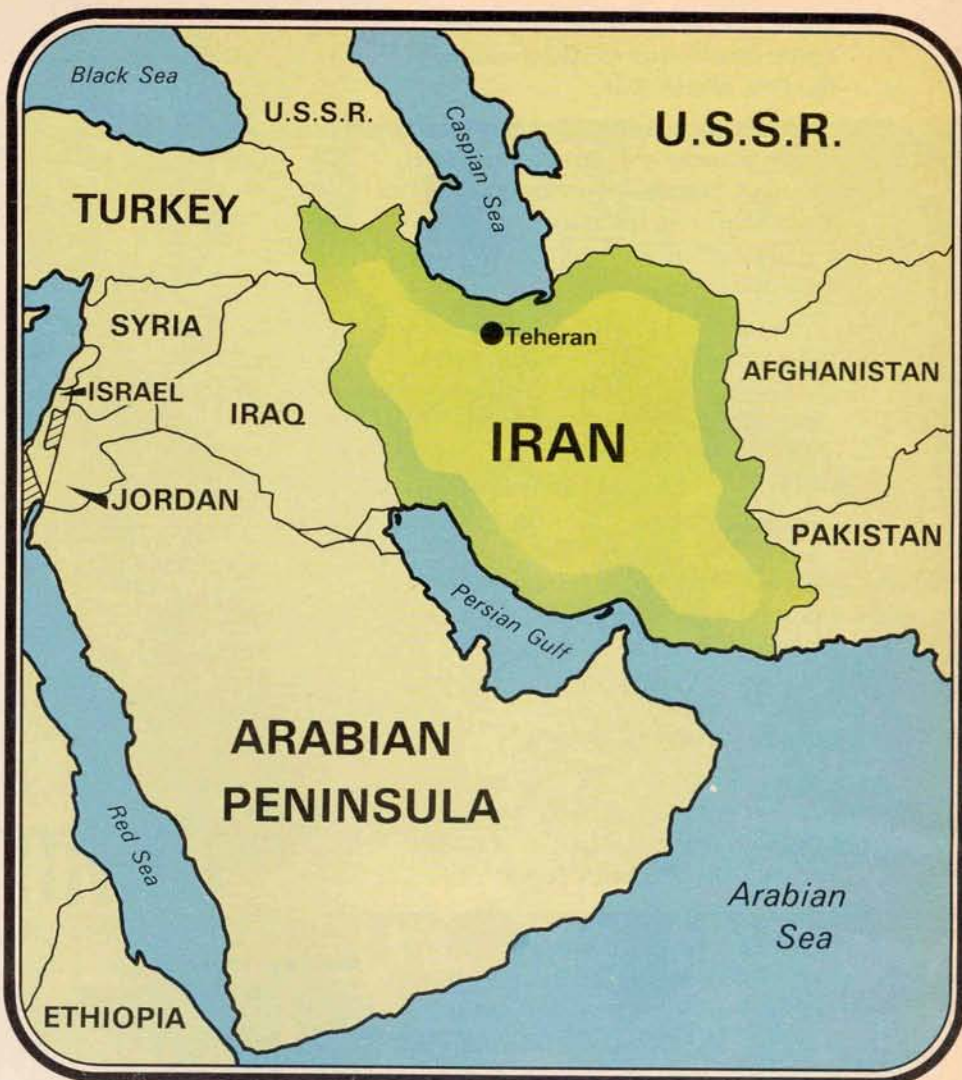 Black Sea
U.S.S.R.
Caspian Sea
U.S.S.R.
TURKEY
SYRIA
Teheran
ISRAEL
AFGHANISTAN
IRAQ
IRAN
JORDAN
PAKISTAN
Persian Gulf
ARABIAN
PENINSULA
Red Sea
Arabian
Sea
ETHIOPIA